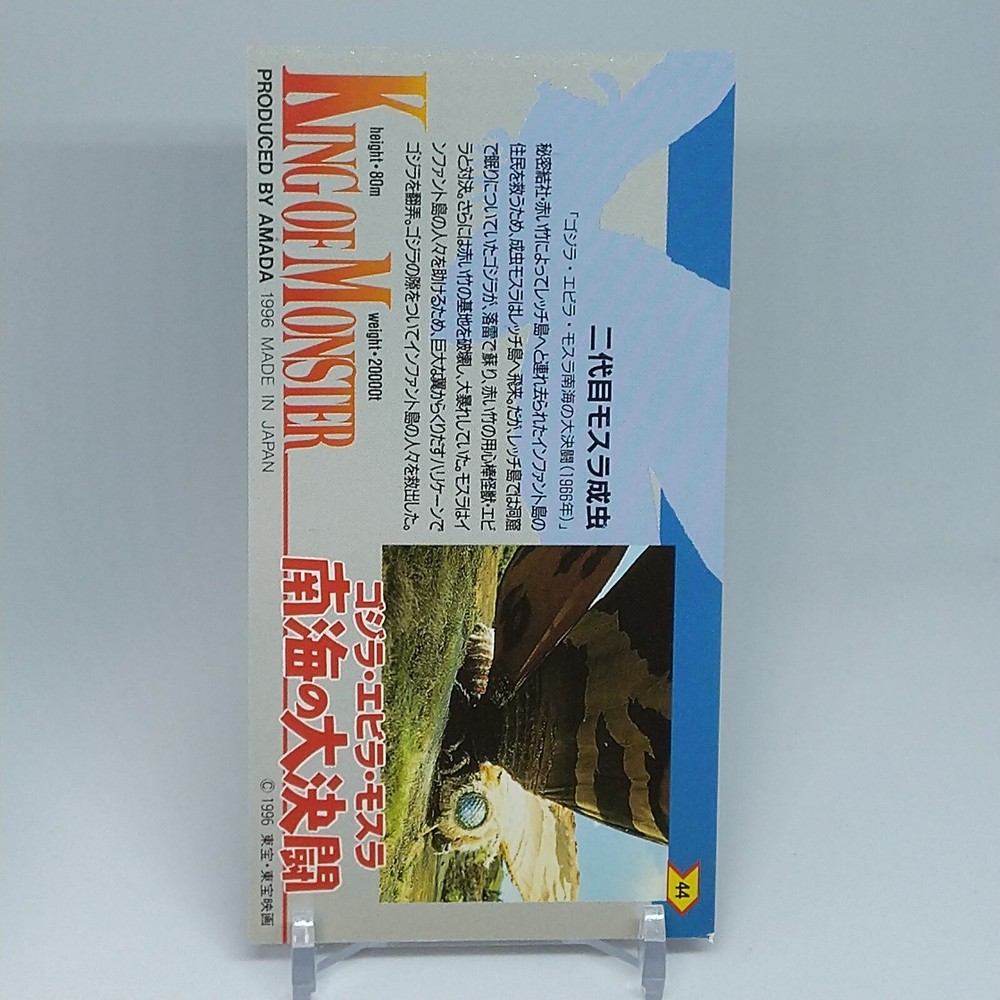 44
二代目モスラ成虫
「ゴジラ・エビラ・モスラ南海の大決闘(1966年)」
秘密結社・赤い竹によってレッチ島へと連れ去られたインファント島の
住民を救うため、成虫モスラはレッチ島へ飛来。だが、レッチ島では洞窟
で眠りについていたゴジラが、落雷で蘇り、赤い竹の用心棒怪獣エビ
ラと対決。さらには赤い竹の基地を破壊し、大暴れしていた。モスラはイ
ンファント島の人々を助けるため、巨大な翼からくりだすハリケーンで
ゴジラを翻弄。ゴジラの隙をついてインファント島の人々を救出した。
height・80m weight・20000t
KING OF MONSTER
ゴジラ・エビラ・モスラ
南海の大決闘
PRODUCED BY AMADA 1996 MADE IN JAPAN
© 1996 東宝・東宝映画